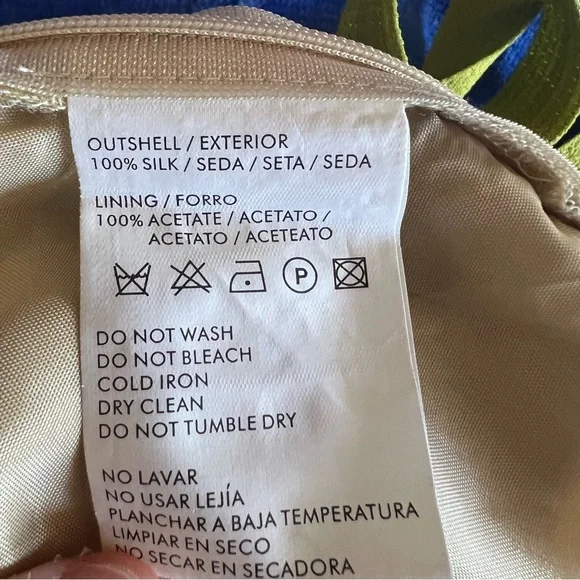 OUTSHELL / EXTERIOR
100% SILK / SEDA / SETA / SEDA
LINING / FORRO
100% ACETATE / ACETATO /
ACETATO / ACETEATO
P
DO NOT WASH
DO NOT BLEACH
COLD IRON
DRY CLEAN
DO NOT TUMBLE DRY
NO LAVAR
NO USAR LEJÍA
PLANCHAR A BAJA TEMPERATURA
LIMPIAR EN SECO
NO SECAR EN SECADORA